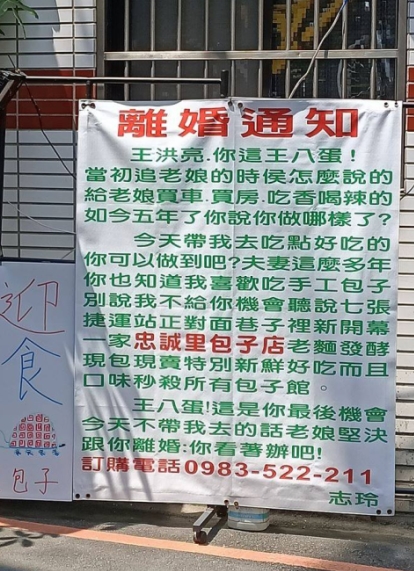 離婚通知
王洪亮.你這王八蛋!
當初追老娘的時侯怎麼說的
給老娘買車.買房.吃香喝辣的
如今五年了你說你做哪樣了?
今天帶我去吃點好吃的
你可以做到吧?夫妻這麼多年
你也知道我喜歡吃手工包子
別說我不給你機會聽說七張
捷運站正對面巷子裡新開幕
一家忠誠里包子店老麵發酵
現包現賣特別新鮮好吃而且
口味秒殺所有包子館。
王八蛋!這是你最後機會
今天不帶我去的話老娘堅決
跟你離婚:你看著辦吧!
訂購電話0983-522-211
志玲
迎
食
包子